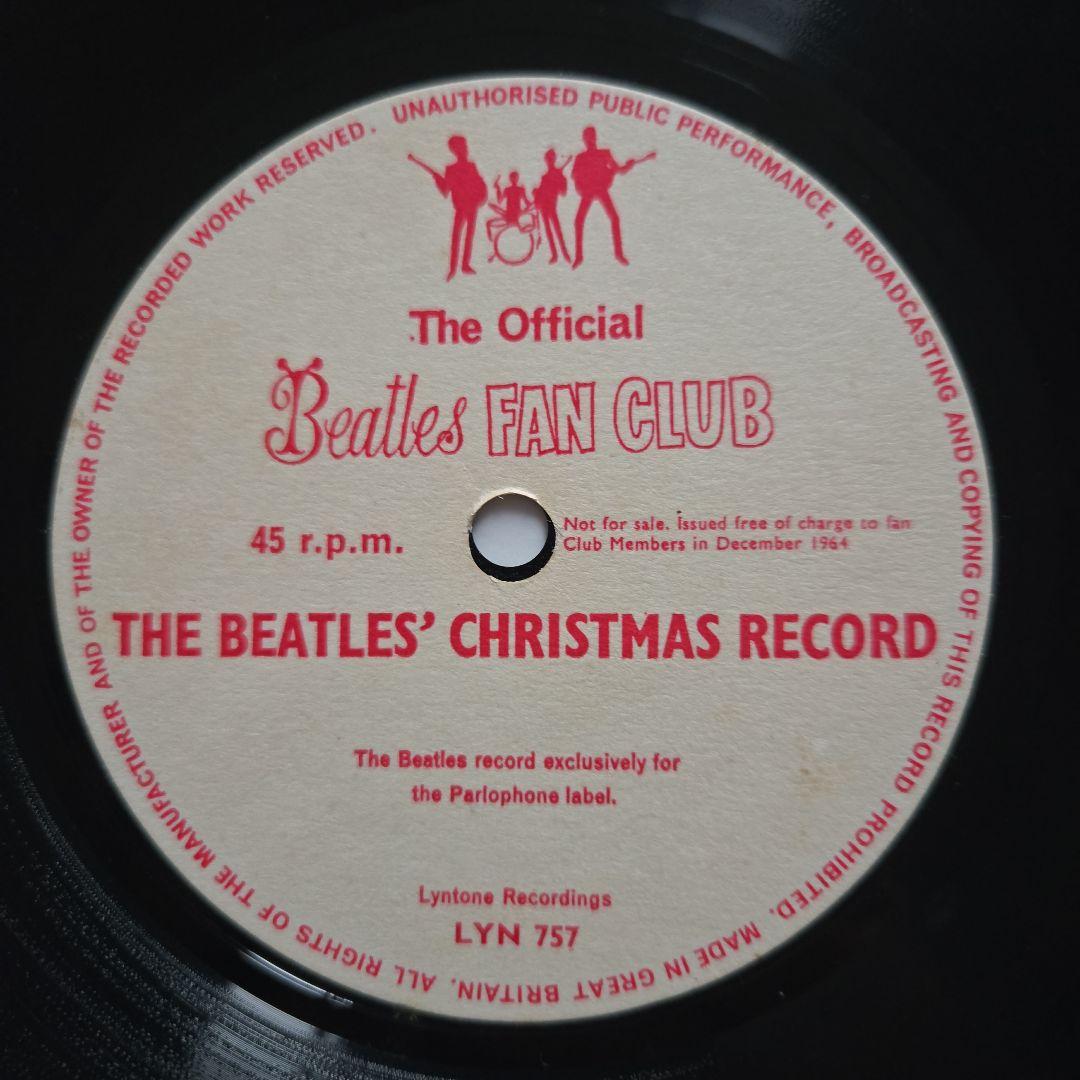 UNAUTHORISED PUBLIC PERFORMANCE, BROADCASTING AND COPYING OF THIS RECORD PROHIBITED. MADE IN GREAT BRITAIN. ALL RIGHTS OF THE MANUFACTURER AND OF THE OWNER OF THE RECORDED WORK RESERVED.
The Official
Beatles FAN CLUB
45 r.p.m.
Not for sale. Issued free of charge to fan
Club Members in December 1964
THE BEATLES' CHRISTMAS RECORD
The Beatles record exclusively for
the Parlophone label.
Lyntone Recordings
LYN 757